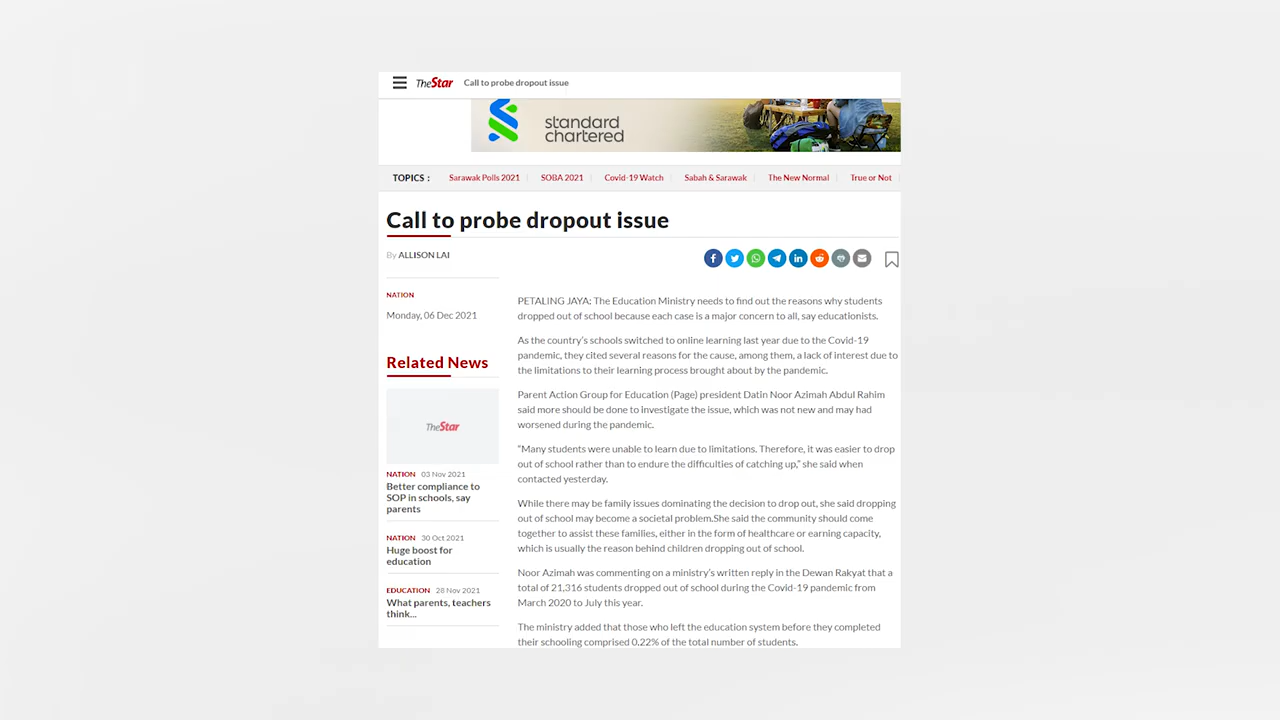 TheStar Call to probe dropout issue
standard
chartered
TOPICS : Sarawak Polls 2021 SOBA 2021 Covid-19 Watch Sabah & Sarawak The New Normal True or Not
Call to probe dropout issue
By ALLISON LAI
NATION
Monday, 06 Dec 2021
Related News
TheStar
NATION 03 Nov 2021
Better compliance to
SOP in schools, say
parents
NATION 30 Oct 2021
Huge boost for
education
EDUCATION 28 Nov 2021
What parents, teachers
think...
PETALING JAYA: The Education Ministry needs to find out the reasons why students
dropped out of school because each case is a major concern to all, say educationists.
As the country's schools switched to online learning last year due to the Covid-19
pandemic, they cited several reasons for the cause, among them, a lack of interest due to
the limitations to their learning process brought about by the pandemic.
Parent Action Group for Education (Page) president Datin Noor Azimah Abdul Rahim
said more should be done to investigate the issue, which was not new and may had
worsened during the pandemic.
"Many students were unable to learn due to limitations. Therefore, it was easier to drop
out of school rather than to endure the difficulties of catching up," she said when
contacted yesterday.
While there may be family issues dominating the decision to drop out, she said dropping
out of school may become a societal problem.She said the community should come
together to assist these families, either in the form of healthcare or earning capacity,
which is usually the reason behind children dropping out of school.
Noor Azimah was commenting on a ministry's written reply in the Dewan Rakyat that a
total of 21,316 students dropped out of school during the Covid-19 pandemic from
March 2020 to July this year.
The ministry added that those who left the education system before they completed
their schooling comprised 0.22% of the total number of students.